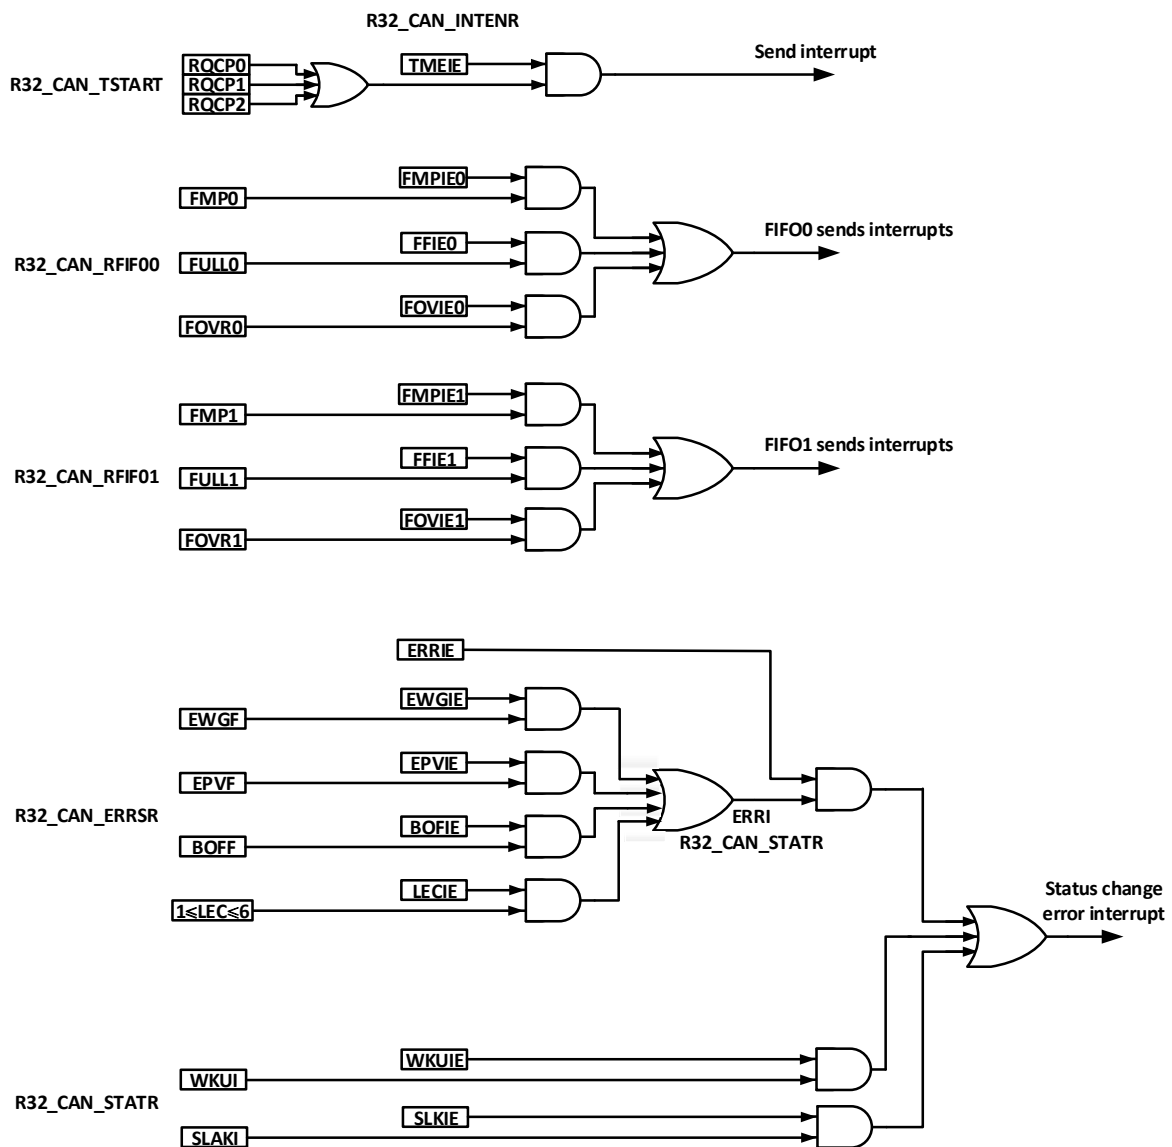 R32_CAN_INTENR
Send interrupt
RQCP0
TMEIE
R32_CAN_TSTART
RQCP1
RQCP2
FMPIE0
FMP0
FIFO0 sends interrupts
FFIE0
R32_CAN_RFIF00
FULL0
FOVIE0
FOVR0
FMPIE1
FMP1
FIFO1 sends interrupts
FFIE1
R32_CAN_RFIF01
FULL1
FOVIE1
FOVR1
ERRIE
EWGIE
EWGF
EPVIE
EPVF
R32_CAN_ERRSR
ERRI
BOFIE
R32_CAN_STATR
BOFF
LECIE
1≤LEC≤6
Status change
error interrupt
WKUIE
WKUI
R32_CAN_STATR
SLKIE
SLAKI